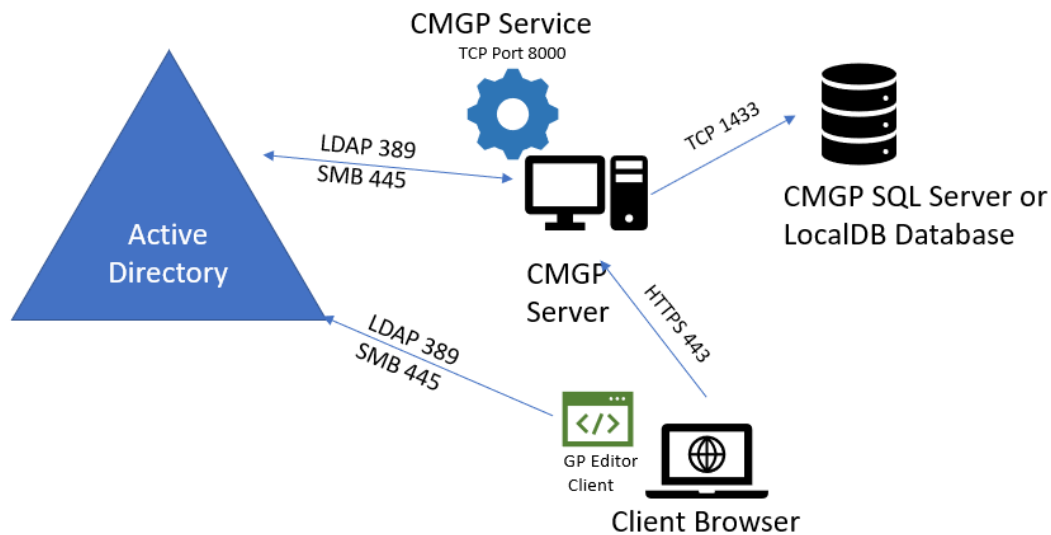 CMGP Service
TCP Port 8000
LDAP 389
SMB 445
TCP 1433
CMGP SQL Server or
LocalDB Database
Active
Directory
CMGP
Server
HTTPS 443
LDAP 389
SMB 445
</>
GP Editor
Client
Client Browser